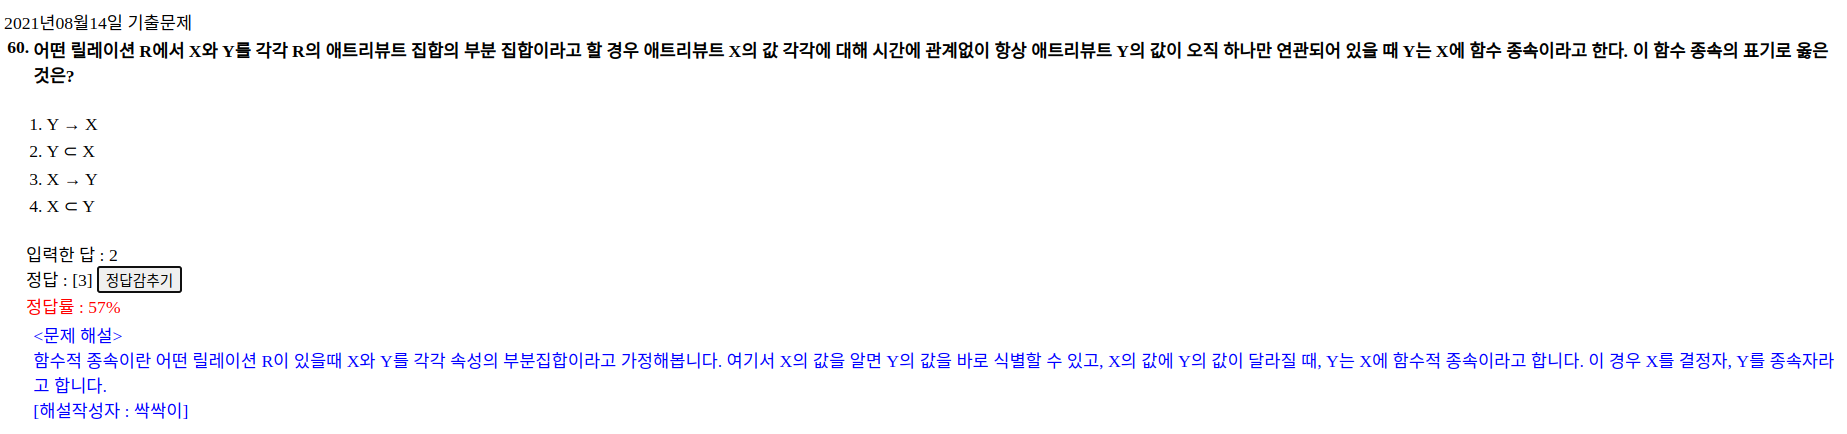 2021년08월14일 기출문제
60. 어떤 릴레이션 R에서 X와 Y를 각각 R의 애트리뷰트 집합의 부분 집합이라고 할 경우 애트리뷰트 X의 값 각각에 대해 시간에 관계없이 항상 애트리뷰트 Y의 값이 오직 하나만 연관되어 있을 때 Y는 X에 함수 종속이라고 한다. 이 함수 종속의 표기로 옳은
것은?
1. Y → X
2. Y ⊂ X
3. X → Y
4. X ⊂ Y
입력한 답 : 2
정답 : [3] 정답감추기
정답률 : 57%
<문제 해설>
함수적 종속이란 어떤 릴레이션 R이 있을때 X와 Y를 각각 속성의 부분집합이라고 가정해봅니다. 여기서 X의 값을 알면 Y의 값을 바로 식별할 수 있고, X의 값에 Y의 값이 달라질 때, Y는 X에 함수적 종속이라고 합니다. 이 경우 X를 결정자, Y를 종속자라
고 합니다.
[해설작성자 : 싹싹이]